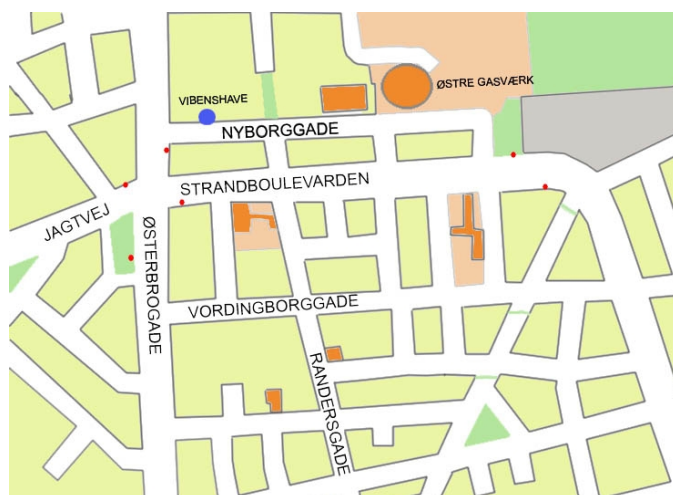 ØSTRE GASVÆRK
VIBENSHAVE
NYBORGGADE
STRANDBOULEVARDEN
JAGTVEJ
ØSTERBROGADE
VORDINGBORGGADE
RANDERSGADE